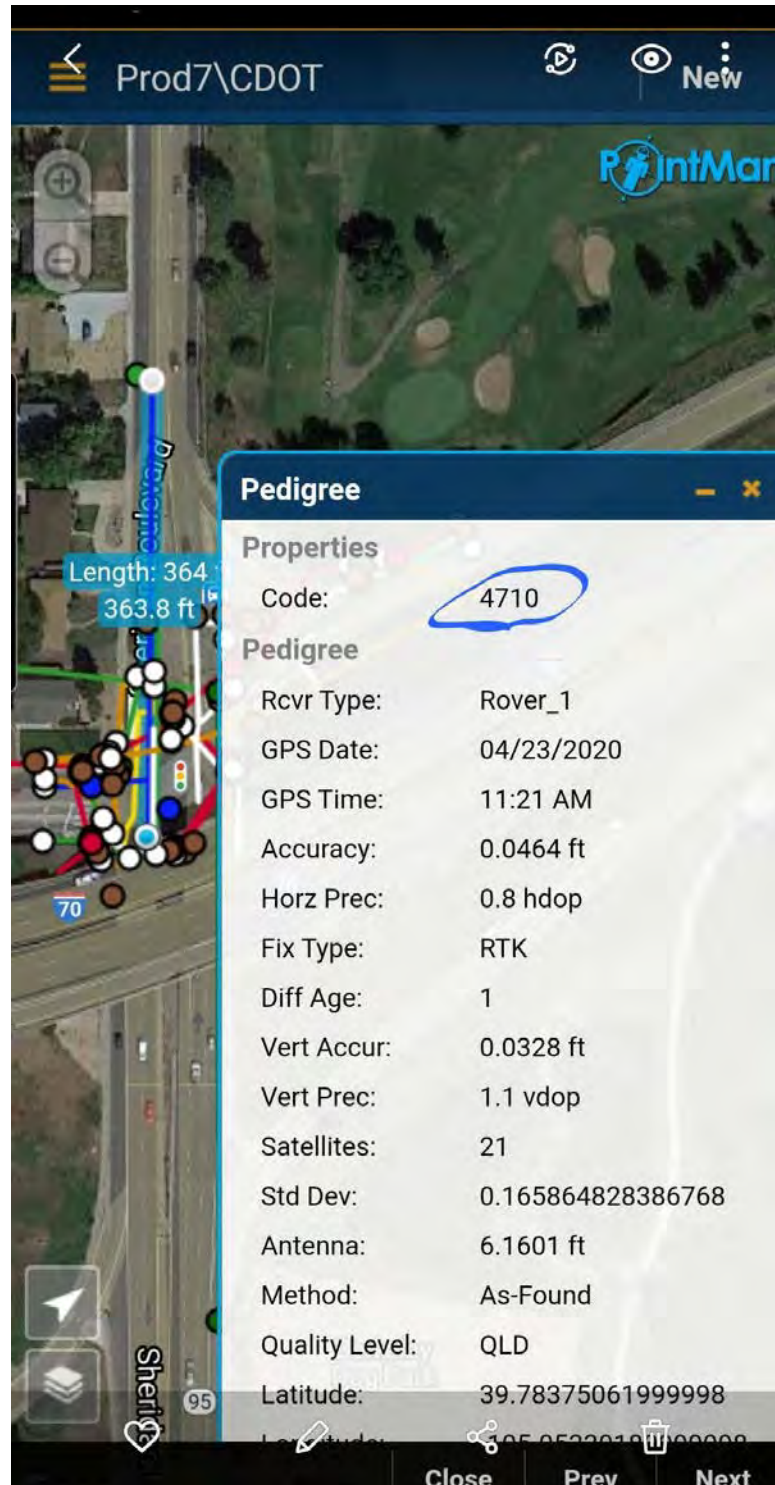 Prod7\CDOT
New
PointMan
Length: 364
363.8 ft
70
Sherida
95
Pedigree
Properties
Code: 4710
Pedigree
Rcvr Type: Rover_1
GPS Date: 04/23/2020
GPS Time: 11:21 AM
Accuracy: 0.0464 ft
Horz Prec: 0.8 hdop
Fix Type: RTK
Diff Age: 1
Vert Accur: 0.0328 ft
Vert Prec: 1.1 vdop
Satellites: 21
Std Dev: 0.165864828386768
Antenna: 6.1601 ft
Method: As-Found
Quality Level: QLD
Latitude: 39.78375061999998
Close Prev Next